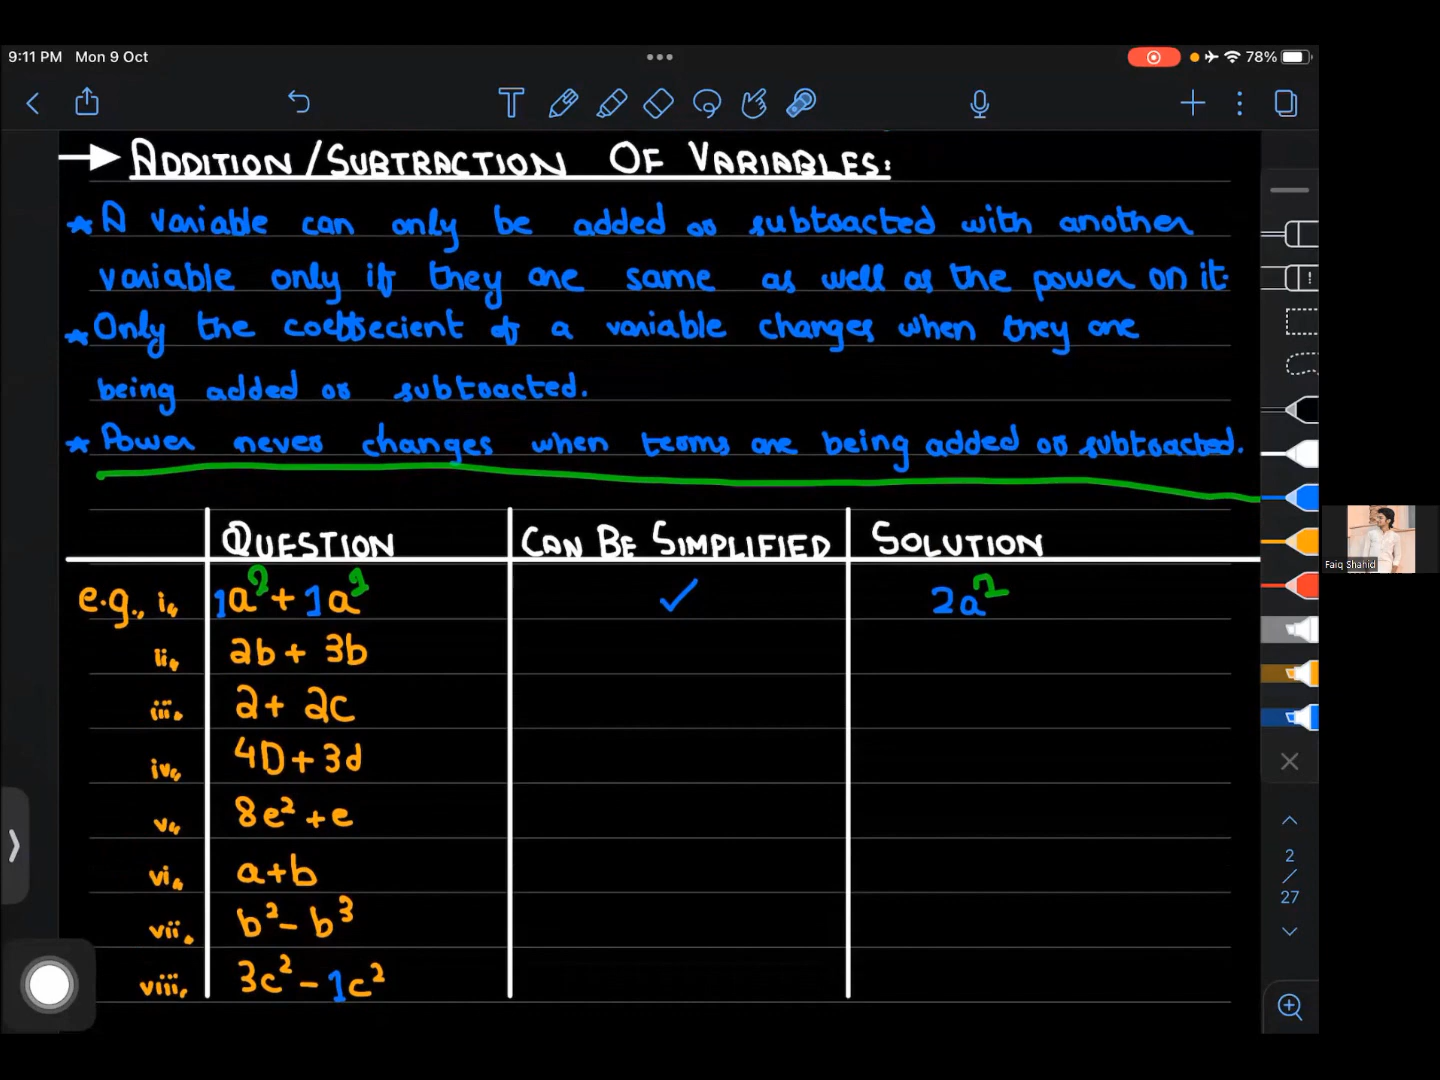 9:11 PM Mon 9 Oct
78%
ADDITION/SUBTRACTION OF VARIABLES:
* A variable can only be added or subtracted with another
variable only if they are same as well as the power on it.
* Only the coeffecient of a variable changes when they are
being added or subtracted.
* Power never changes when terms are being added or subtracted.
QUESTION CAN BE SIMPLIFIED SOLUTION
e.g., i, 1a² + 1a² ✓ 2a²
ii, 2b + 3b
iii. 2 + 2c
iv, 4D + 3d
v, 8e² + e
vi, a+b
vii. b² - b³
viii, 3c² - 1c²
2
/
27
Faiq Shahid